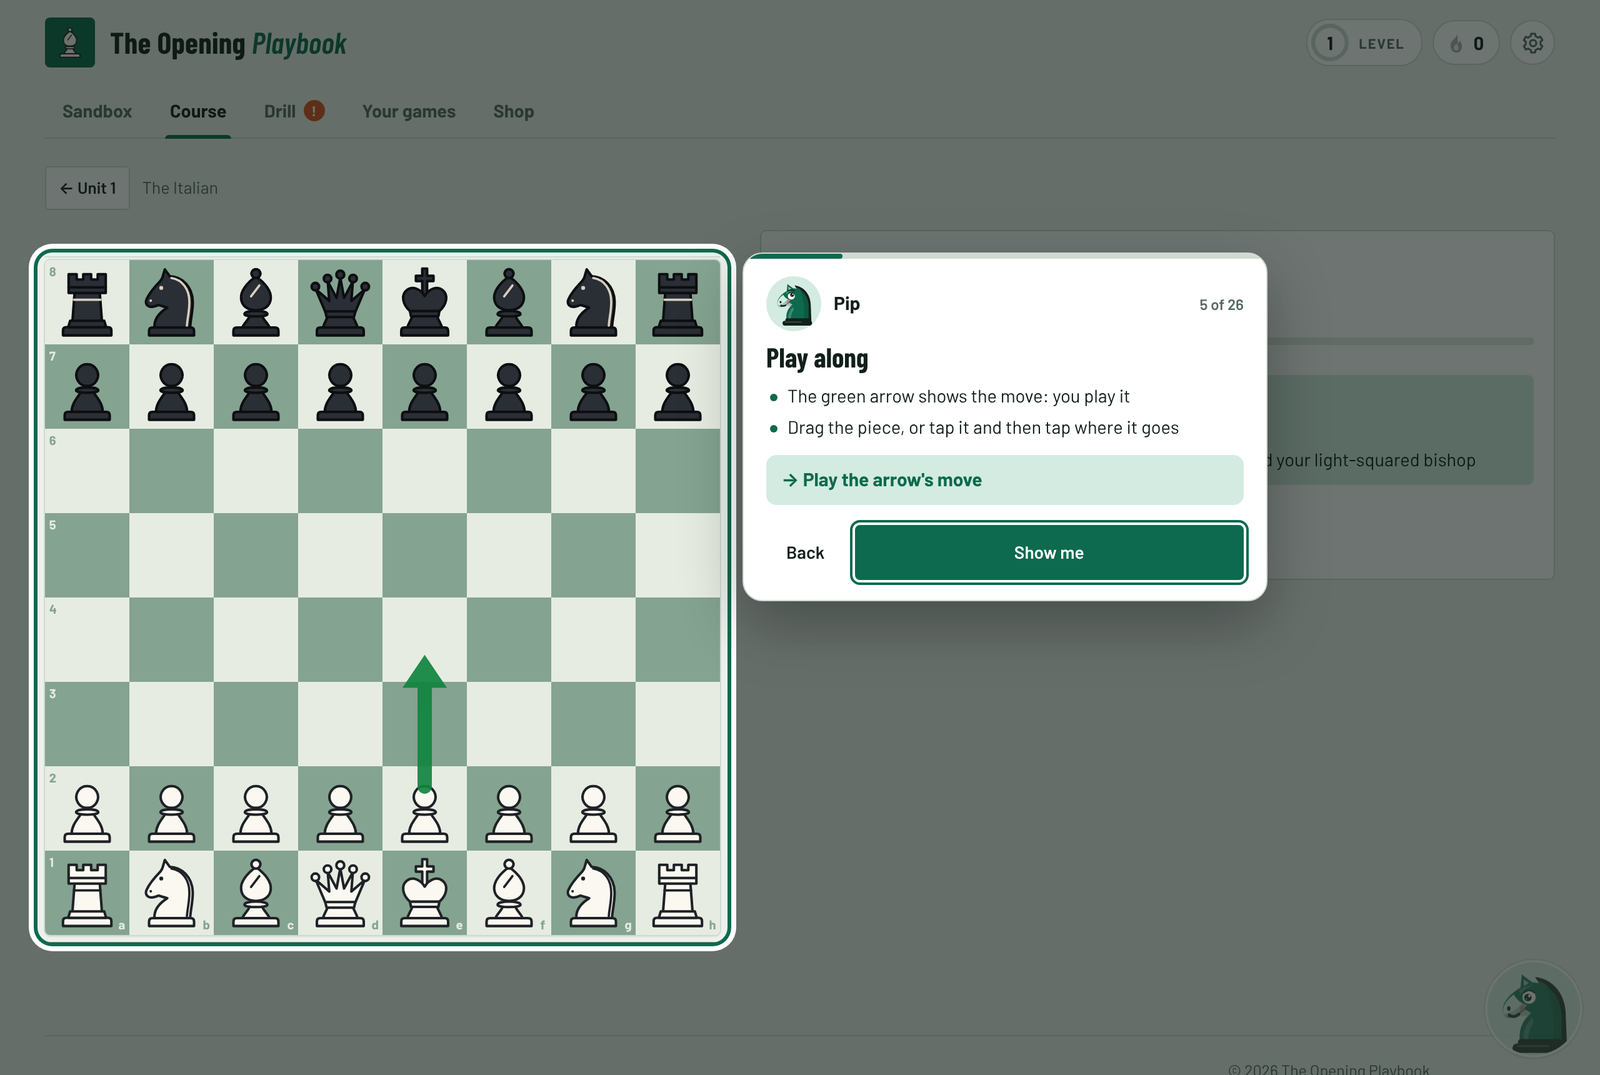 The Opening Playbook
1 LEVEL
0
Sandbox
Course
Drill !
Your games
Shop
← Unit 1
The Italian
8
7
6
5
4
3
2
1
a b c d e f g h
Pip
5 of 26
Play along
• The green arrow shows the move: you play it
• Drag the piece, or tap it and then tap where it goes
→ Play the arrow's move
Back
Show me
your light-squared bishop
© 2026 The Opening Playbook